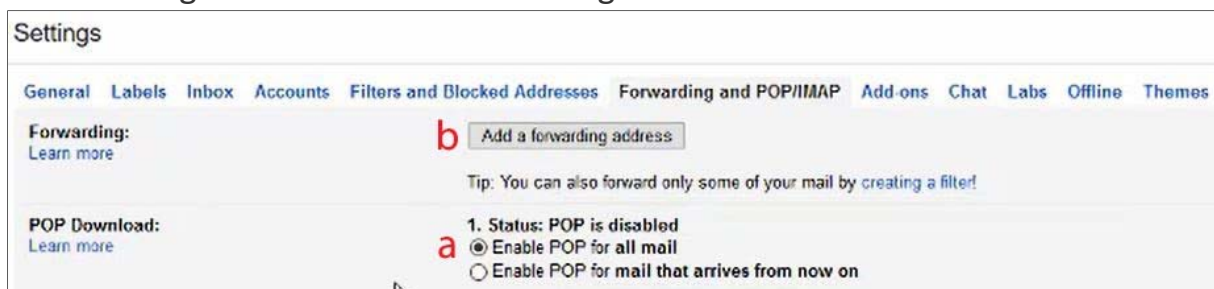 Settings
General Labels Inbox Accounts Filters and Blocked Addresses Forwarding and POP/IMAP Add-ons Chat Labs Offline Themes
Forwarding:
Learn more
b Add a forwarding address
Tip: You can also forward only some of your mail by creating a filter!
POP Download:
Learn more
1. Status: POP is disabled
a Enable POP for all mail
Enable POP for mail that arrives from now on